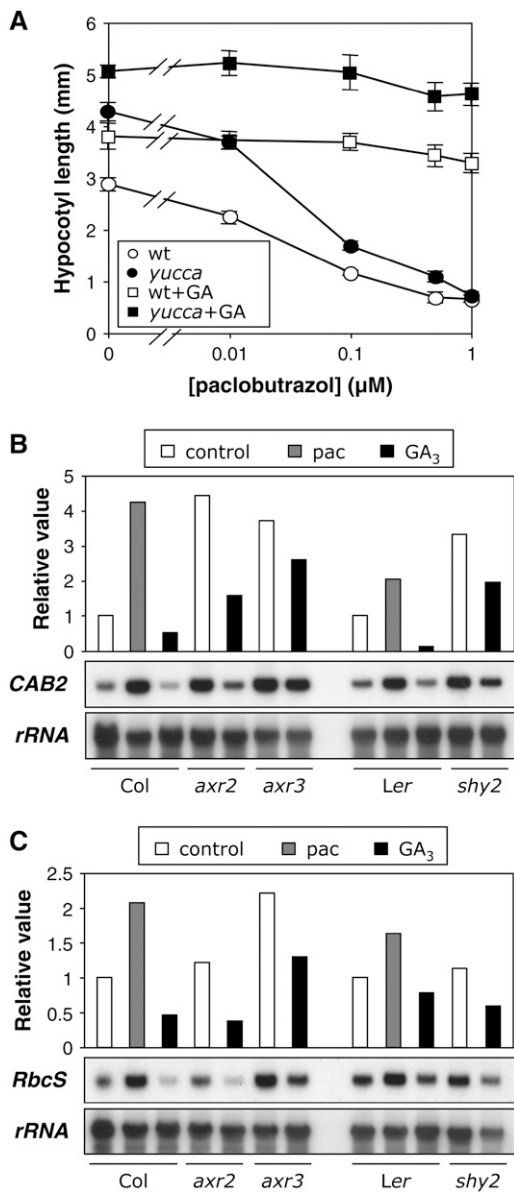 A
Hypocotyl length (mm)
6
5
4
3
2
1
0
wt
yucca
wt+GA
yucca+GA
0 0.01 0.1 1
[paclobutrazol] (µM)
B
control pac GA₃
Relative value
5
4
3
2
1
0
CAB2
rRNA
Col axr2 axr3 Ler shy2
C
control pac GA₃
Relative value
2.5
2
1.5
1
0.5
0
RbcS
rRNA
Col axr2 axr3 Ler shy2